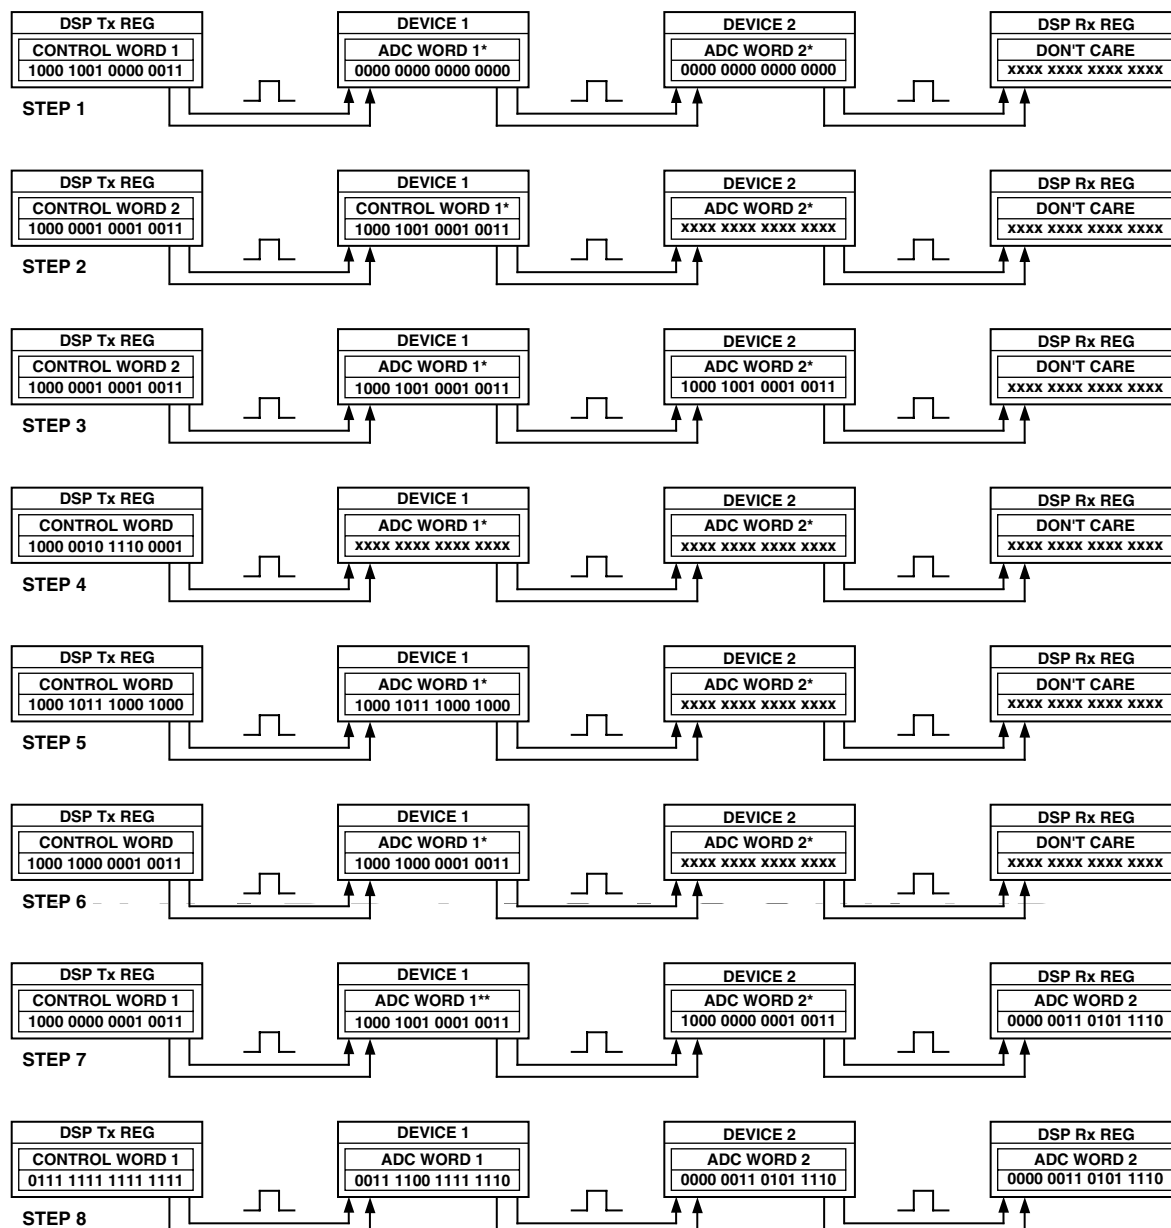 DSP Tx REG DEVICE 1 DEVICE 2 DSP Rx REG
CONTROL WORD 1 ADC WORD 1* ADC WORD 2* DON'T CARE
1000 1001 0000 0011 0000 0000 0000 0000 0000 0000 0000 0000 xxxx xxxx xxxx xxxx
STEP 1
DSP Tx REG DEVICE 1 DEVICE 2 DSP Rx REG
CONTROL WORD 2 CONTROL WORD 1* ADC WORD 2* DON'T CARE
1000 0001 0001 0011 1000 1001 0001 0011 xxxx xxxx xxxx xxxx xxxx xxxx xxxx xxxx
STEP 2
DSP Tx REG DEVICE 1 DEVICE 2 DSP Rx REG
CONTROL WORD 2 ADC WORD 1* ADC WORD 2* DON'T CARE
1000 0001 0001 0011 1000 1001 0001 0011 1000 1001 0001 0011 xxxx xxxx xxxx xxxx
STEP 3
DSP Tx REG DEVICE 1 DEVICE 2 DSP Rx REG
CONTROL WORD ADC WORD 1* ADC WORD 2* DON'T CARE
1000 0010 1110 0001 xxxx xxxx xxxx xxxx xxxx xxxx xxxx xxxx xxxx xxxx xxxx xxxx
STEP 4
DSP Tx REG DEVICE 1 DEVICE 2 DSP Rx REG
CONTROL WORD ADC WORD 1* ADC WORD 2* DON'T CARE
1000 1011 1000 1000 1000 1011 1000 1000 xxxx xxxx xxxx xxxx xxxx xxxx xxxx xxxx
STEP 5
DSP Tx REG DEVICE 1 DEVICE 2 DSP Rx REG
CONTROL WORD ADC WORD 1* ADC WORD 2* DON'T CARE
1000 1000 0001 0011 1000 1000 0001 0011 xxxx xxxx xxxx xxxx xxxx xxxx xxxx xxxx
STEP 6
DSP Tx REG DEVICE 1 DEVICE 2 DSP Rx REG
CONTROL WORD 1 ADC WORD 1** ADC WORD 2* ADC WORD 2
1000 0000 0001 0011 1000 1001 0001 0011 1000 0000 0001 0011 0000 0011 0101 1110
STEP 7
DSP Tx REG DEVICE 1 DEVICE 2 DSP Rx REG
CONTROL WORD 1 ADC WORD 1 ADC WORD 2 ADC WORD 2
0111 1111 1111 1111 0011 1100 1111 1110 0000 0011 0101 1110 0000 0011 0101 1110
STEP 8